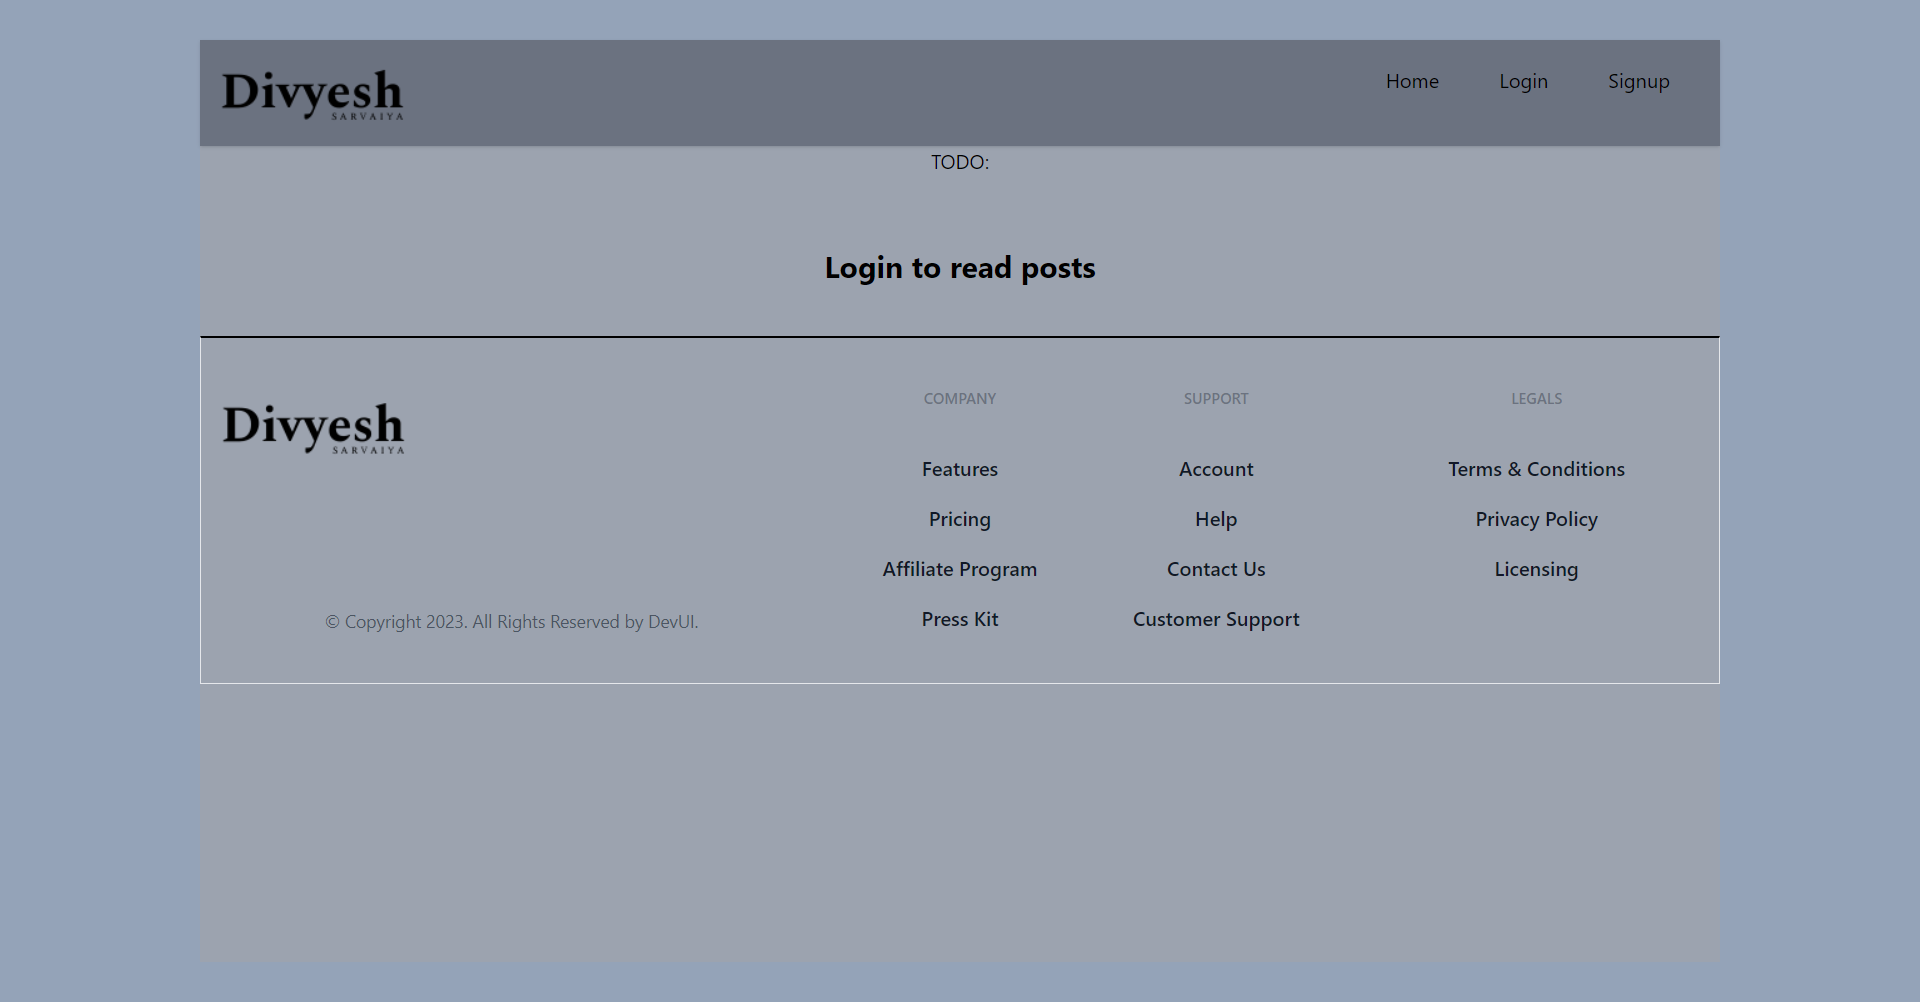 Divyesh
SARVAIYA
Home
Login
Signup
TODO:
Login to read posts
Divyesh
SARVAIYA
© Copyright 2023. All Rights Reserved by DevUI.
COMPANY
Features
Pricing
Affiliate Program
Press Kit
SUPPORT
Account
Help
Contact Us
Customer Support
LEGALS
Terms & Conditions
Privacy Policy
Licensing